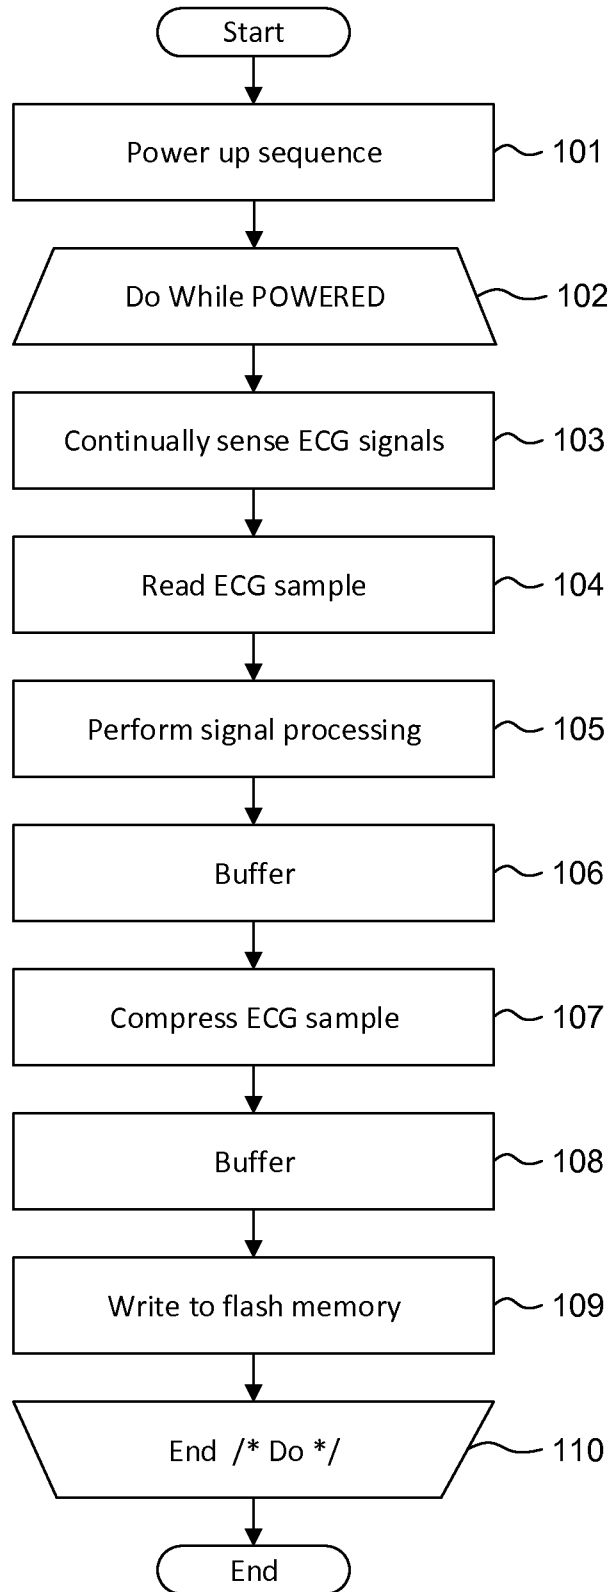 Start
Power up sequence 101
Do While POWERED 102
Continually sense ECG signals 103
Read ECG sample 104
Perform signal processing 105
Buffer 106
Compress ECG sample 107
Buffer 108
Write to flash memory 109
End /* Do */ 110
End